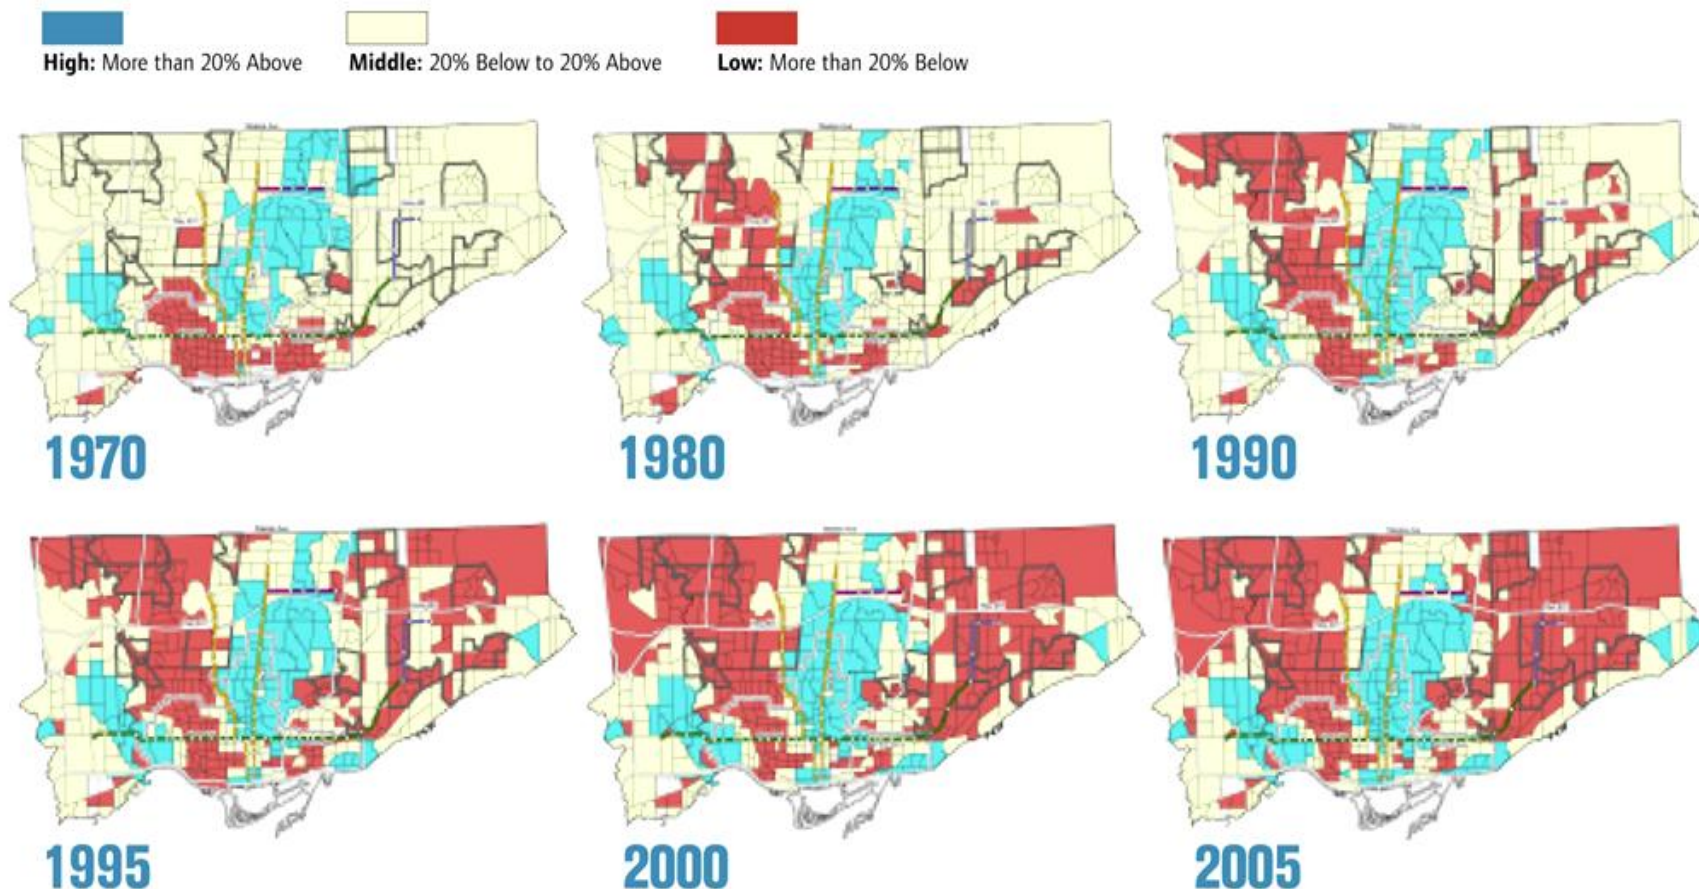 High: More than 20% Above
Middle: 20% Below to 20% Above
Low: More than 20% Below
1970
1980
1990
1995
2000
2005